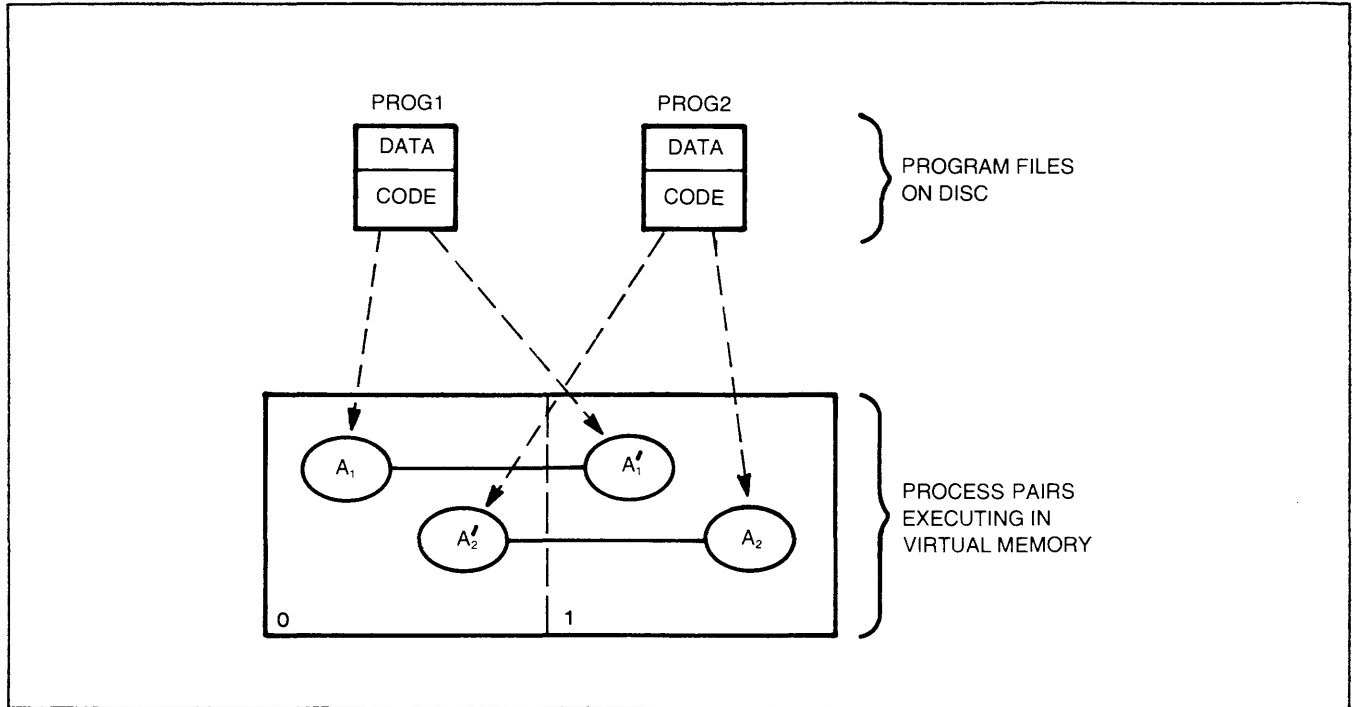 PROG1
PROG2
DATA
DATA
CODE
CODE
PROGRAM FILES
ON DISC
A₁
A₁′
A₂′
A₂
PROCESS PAIRS
EXECUTING IN
VIRTUAL MEMORY
0
1